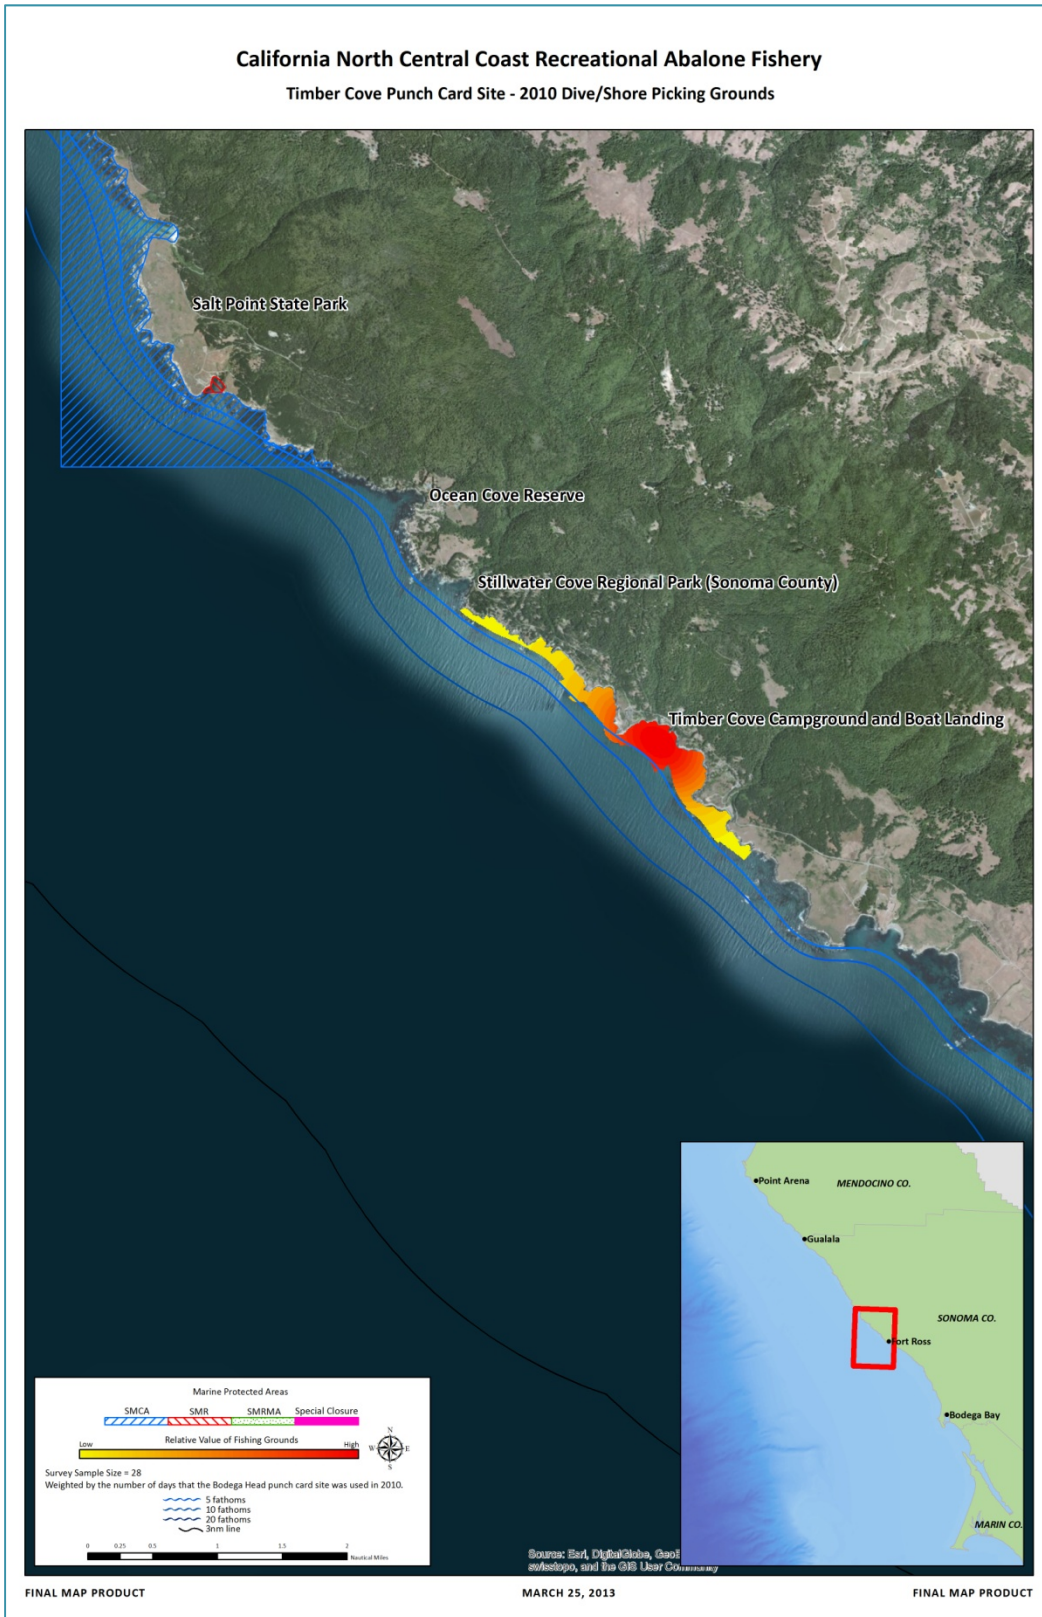 California North Central Coast Recreational Abalone Fishery
Timber Cove Punch Card Site - 2010 Dive/Shore Picking Grounds
Salt Point State Park
Ocean Cove Reserve
Stillwater Cove Regional Park (Sonoma County)
Timber Cove Campground and Boat Landing
Point Arena
MENDOCINO CO.
Gualala
SONOMA CO.
Fort Ross
Bodega Bay
MARIN CO.
Marine Protected Areas
SMCA SMR SMRMA Special Closure
Relative Value of Fishing Grounds
Low High
N
W E
S
Survey Sample Size = 28
Weighted by the number of days that the Bodega Head punch card site was used in 2010.
5 fathoms
10 fathoms
20 fathoms
3nm line
0 0.25 0.5 1 1.5 2
Nautical Miles
Source: Esri, DigitalGlobe, GeoE
swisstopo, and the GIS User Community
FINAL MAP PRODUCT MARCH 25, 2013 FINAL MAP PRODUCT